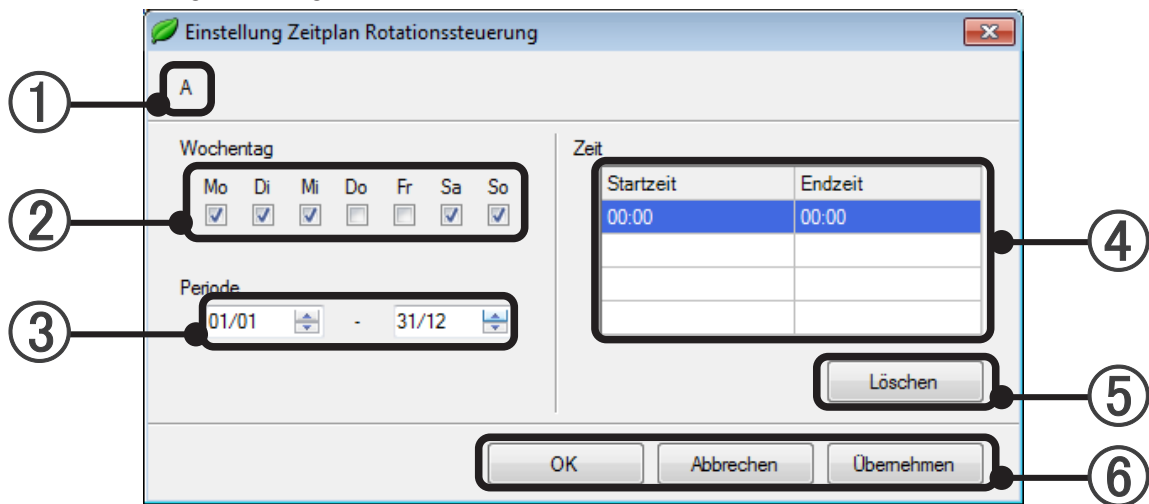 Einstellung Zeitplan Rotationssteuerung
① A
Wochentag
Mo Di Mi Do Fr Sa So
②
Periode
③ 01/01 - 31/12
Zeit
Startzeit Endzeit
00:00 00:00
④
Löschen ⑤
OK Abbrechen Übernehmen ⑥